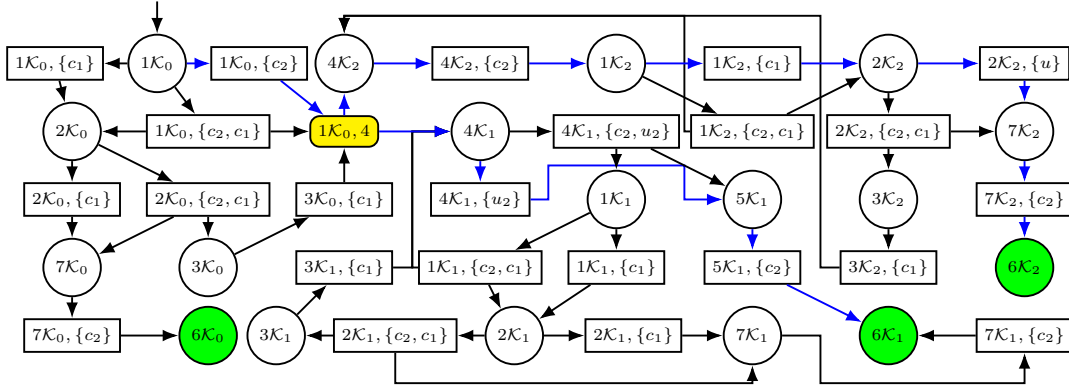 1𝒦₀, {c₁}
1𝒦₀
1𝒦₀, {c₂}
4𝒦₂
4𝒦₂, {c₂}
1𝒦₂
1𝒦₂, {c₁}
2𝒦₂
2𝒦₂, {u}
2𝒦₀
1𝒦₀, {c₂, c₁}
1𝒦₀, 4
4𝒦₁
4𝒦₁, {c₂, u₂}
1𝒦₂, {c₂, c₁}
2𝒦₂, {c₂, c₁}
7𝒦₂
2𝒦₀, {c₁}
2𝒦₀, {c₂, c₁}
3𝒦₀, {c₁}
4𝒦₁, {u₂}
1𝒦₁
5𝒦₁
3𝒦₂
7𝒦₂, {c₂}
7𝒦₀
3𝒦₀
3𝒦₁, {c₁}
1𝒦₁, {c₂, c₁}
1𝒦₁, {c₁}
5𝒦₁, {c₂}
3𝒦₂, {c₁}
6𝒦₂
7𝒦₀, {c₂}
6𝒦₀
3𝒦₁
2𝒦₁, {c₂, c₁}
2𝒦₁
2𝒦₁, {c₁}
7𝒦₁
6𝒦₁
7𝒦₁, {c₂}